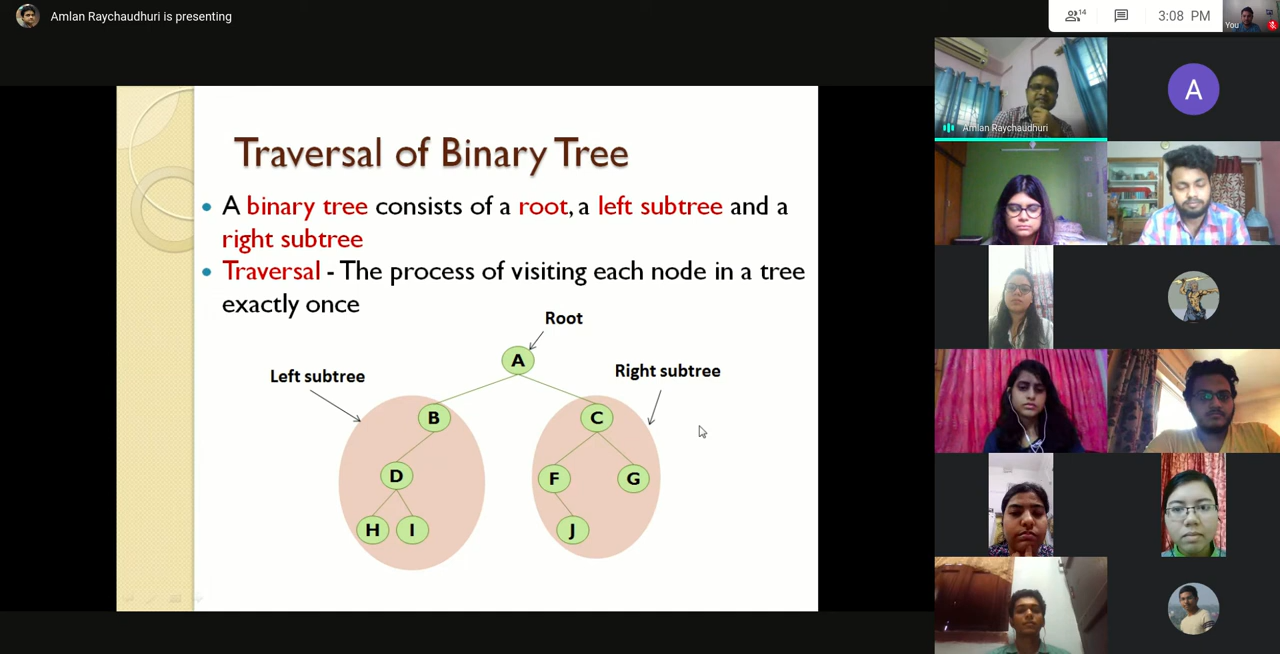 Amlan Raychaudhuri is presenting
14
3:08 PM
You
Traversal of Binary Tree
A binary tree consists of a root, a left subtree and a
right subtree
Traversal - The process of visiting each node in a tree
exactly once
Root
A
Left subtree
Right subtree
B
C
D
F
G
H
I
J
Amlan Raychaudhuri
A